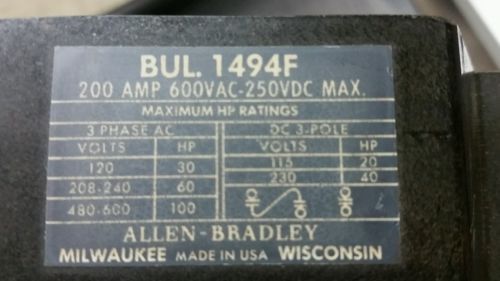 BUL. 1494F
200 AMP 600VAC-250VDC MAX.
MAXIMUM HP RATINGS
3 PHASE AC DC 3-POLE
VOLTS HP VOLTS HP
120 30 115 20
208-240 60 230 40
480-600 100
ALLEN-BRADLEY
MILWAUKEE MADE IN USA WISCONSIN